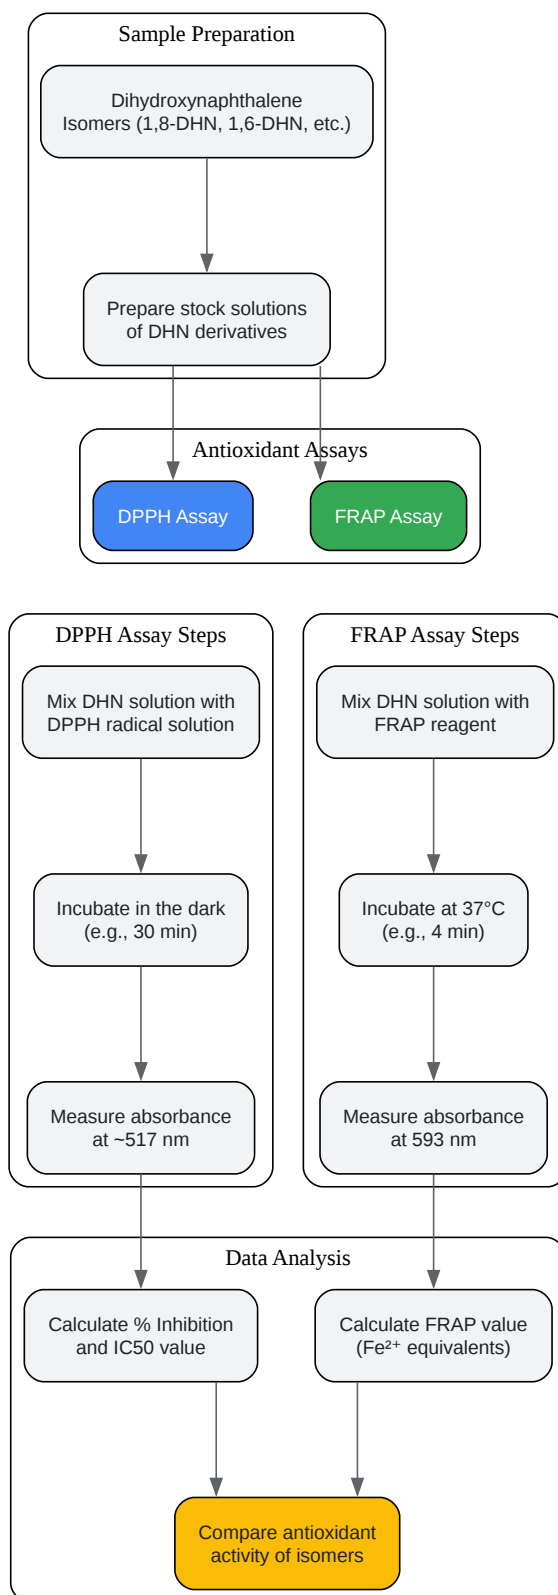 Sample Preparation
Dihydroxynaphthalene
Isomers (1,8-DHN, 1,6-DHN, etc.)
Prepare stock solutions
of DHN derivatives
Antioxidant Assays
DPPH Assay
FRAP Assay
DPPH Assay Steps
Mix DHN solution with
DPPH radical solution
Incubate in the dark
(e.g., 30 min)
Measure absorbance
at ~517 nm
FRAP Assay Steps
Mix DHN solution with
FRAP reagent
Incubate at 37°C
(e.g., 4 min)
Measure absorbance
at 593 nm
Data Analysis
Calculate % Inhibition
and IC50 value
Calculate FRAP value
(Fe²⁺ equivalents)
Compare antioxidant
activity of isomers